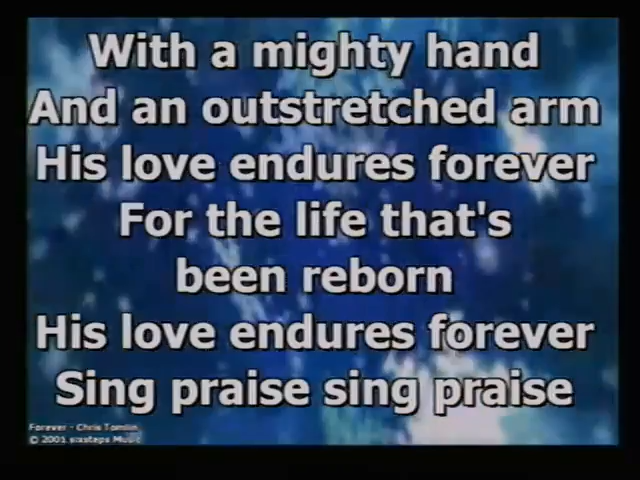 With a mighty hand
And an outstretched arm
His love endures forever
For the life that's
been reborn
His love endures forever
Sing praise sing praise
Forever - Chris Tomlin
© 2001 sixsteps Music